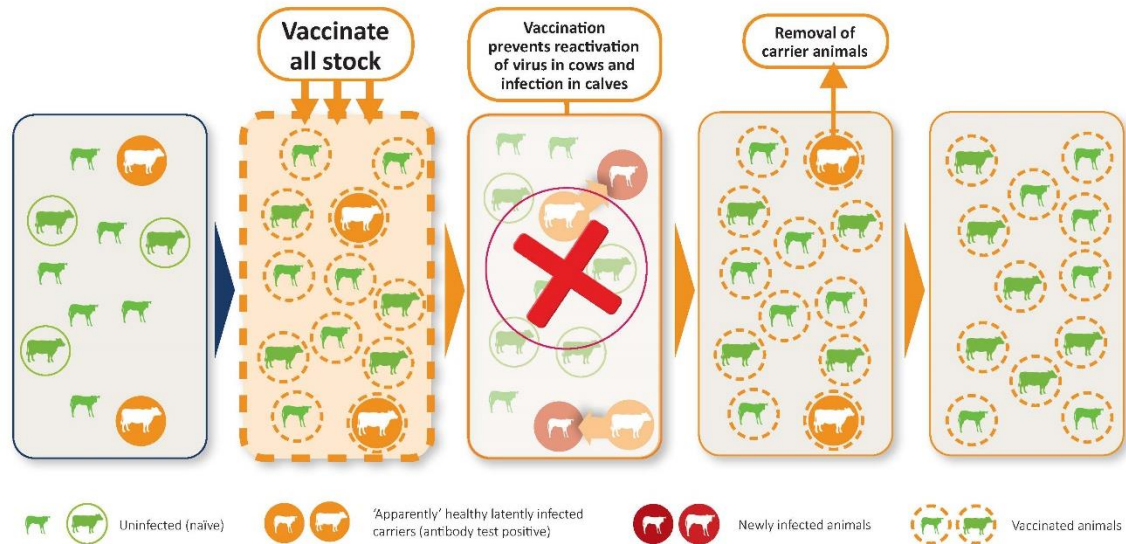 Vaccinate
all stock
Vaccination
prevents reactivation
of virus in cows and
infection in calves
Removal of
carrier animals
Uninfected (naïve)
'Apparently' healthy latently infected
carriers (antibody test positive)
Newly infected animals
Vaccinated animals